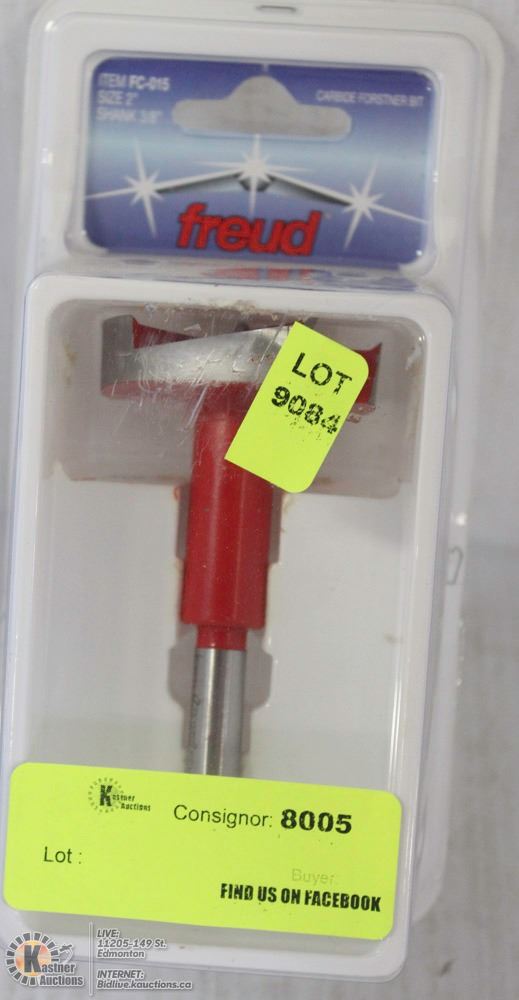 ITEM FC-015
SIZE 2"
SHANK 3/8"
CARBIDE FORSTNER BIT
freud
LOT
9084
Kastner
Auctions
Consignor: 8005
Lot :
Buyer:
FIND US ON FACEBOOK
Kastner
Auctions
LIVE:
11205-149 St.
Edmonton
INTERNET:
Bidlive.kauctions.ca